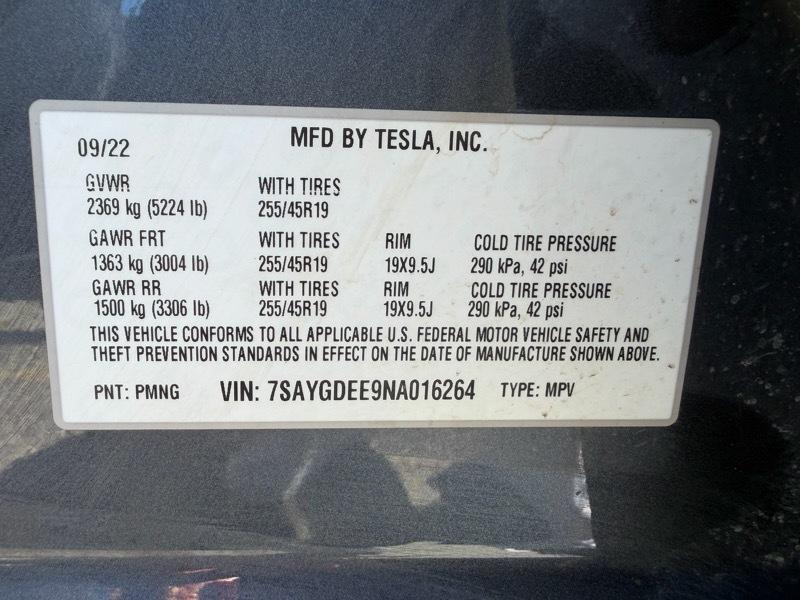 MFD BY TESLA, INC.
09/22
GVWR WITH TIRES
2369 kg (5224 lb) 255/45R19
GAWR FRT WITH TIRES RIM COLD TIRE PRESSURE
1363 kg (3004 lb) 255/45R19 19X9.5J 290 kPa, 42 psi
GAWR RR WITH TIRES RIM COLD TIRE PRESSURE
1500 kg (3306 lb) 255/45R19 19X9.5J 290 kPa, 42 psi
THIS VEHICLE CONFORMS TO ALL APPLICABLE U.S. FEDERAL MOTOR VEHICLE SAFETY AND
THEFT PREVENTION STANDARDS IN EFFECT ON THE DATE OF MANUFACTURE SHOWN ABOVE.
PNT: PMNG VIN: 7SAYGDEE9NA016264 TYPE: MPV